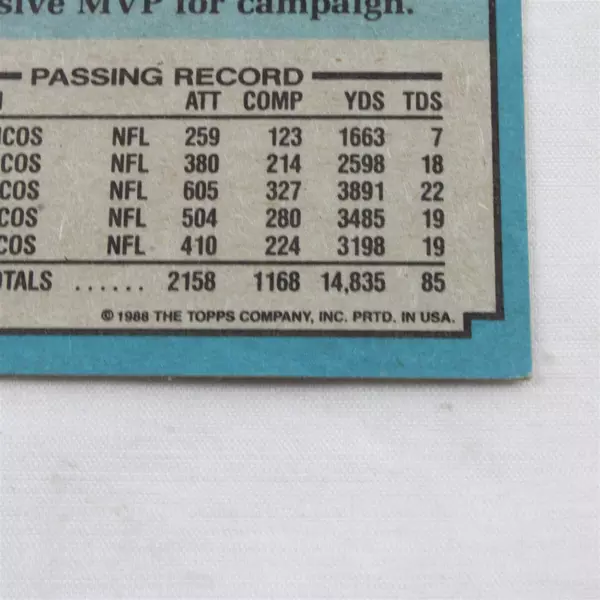 sive MVP for campaign.
PASSING RECORD
ATT COMP YDS TDS
ICOS NFL 259 123 1663 7
COS NFL 380 214 2598 18
COS NFL 605 327 3891 22
COS NFL 504 280 3485 19
COS NFL 410 224 3198 19
OTALS ...... 2158 1168 14,835 85
© 1988 THE TOPPS COMPANY, INC. PRTD. IN USA.